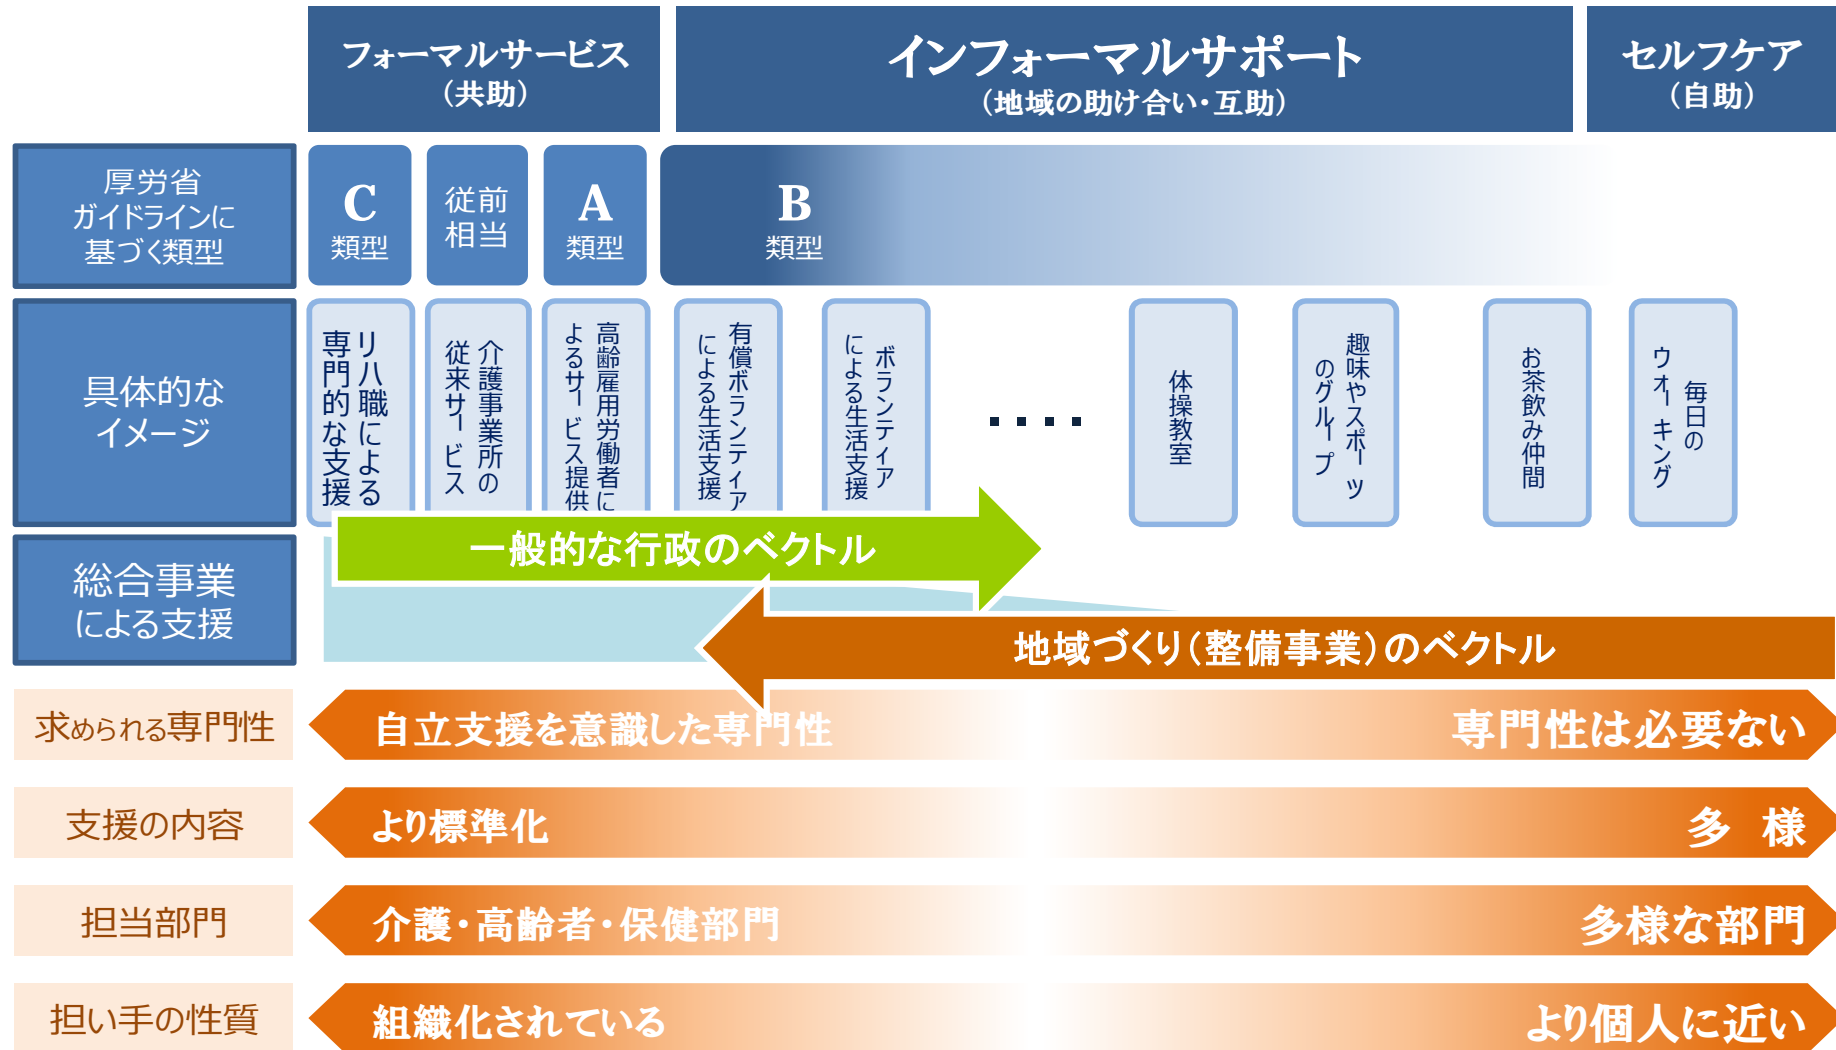 フォーマルサービス
（共助）
インフォーマルサポート
（地域の助け合い・互助）
セルフケア
（自助）
厚労省
ガイドラインに
基づく類型
C
類型
従前
相当
A
類型
B
類型
具体的な
イメージ
リハ職による
専門的な支援
介護事業所の
従来サービス
高齢雇用労働者に
よるサービス提供
有償ボランティア
による生活支援
ボランティア
による生活支援
・・・・
体操教室
趣味やスポーツ
のグループ
お茶飲み仲間
毎日の
ウォーキング
総合事業
による支援
一般的な行政のベクトル
地域づくり（整備事業）のベクトル
求められる専門性
自立支援を意識した専門性
専門性は必要ない
支援の内容
より標準化
多　様
担当部門
介護・高齢者・保健部門
多様な部門
担い手の性質
組織化されている
より個人に近い